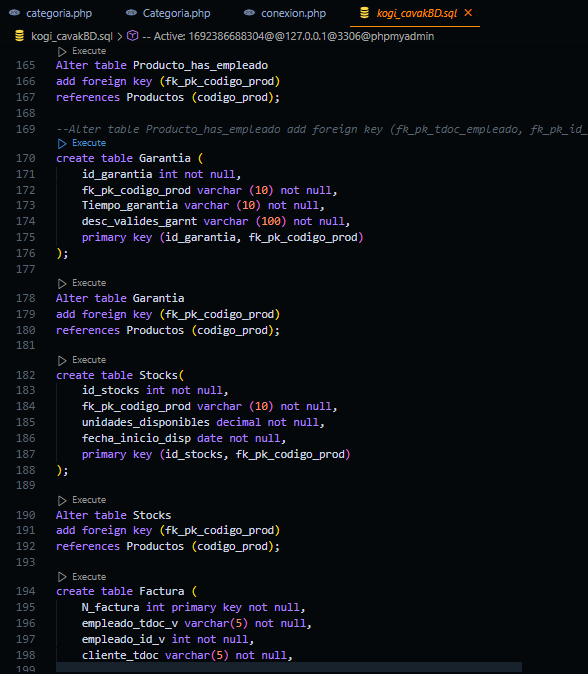 categoria.php Categoria.php conexion.php kogi_cavakBD.sql ×
kogi_cavakBD.sql > -- Active: 1692386688304@@127.0.0.1@3306@phpmyadmin
Execute
165 Alter table Producto_has_empleado
166 add foreign key (fk_pk_codigo_prod)
167 references Productos (codigo_prod);
168
169 --Alter table Producto_has_empleado add foreign key (fk_pk_tdoc_empleado, fk_pk_id_
Execute
170 create table Garantia (
171 id_garantia int not null,
172 fk_pk_codigo_prod varchar (10) not null,
173 Tiempo_garantia varchar (10) not null,
174 desc_valides_garnt varchar (100) not null,
175 primary key (id_garantia, fk_pk_codigo_prod)
176 );
177
Execute
178 Alter table Garantia
179 add foreign key (fk_pk_codigo_prod)
180 references Productos (codigo_prod);
181
Execute
182 create table Stocks(
183 id_stocks int not null,
184 fk_pk_codigo_prod varchar (10) not null,
185 unidades_disponibles decimal not null,
186 fecha_inicio_disp date not null,
187 primary key (id_stocks, fk_pk_codigo_prod)
188 );
189
Execute
190 Alter table Stocks
191 add foreign key (fk_pk_codigo_prod)
192 references Productos (codigo_prod);
193
Execute
194 create table Factura (
195 N_factura int primary key not null,
196 empleado_tdoc_v varchar(5) not null,
197 empleado_id_v int not null,
198 cliente_tdoc varchar(5) not null,
199